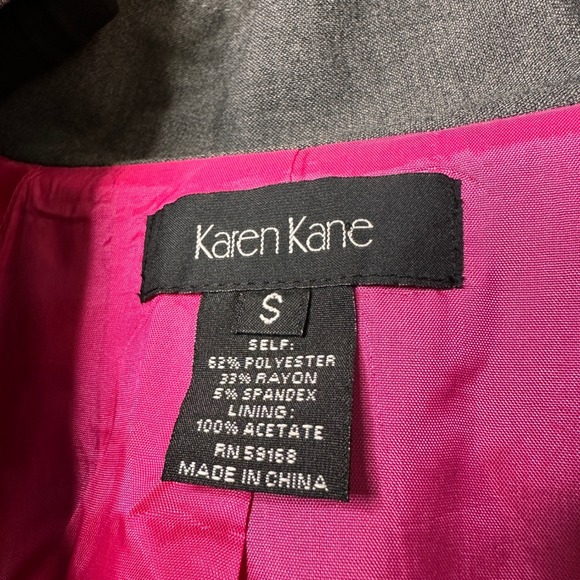 Karen Kane
S
SELF:
62% POLYESTER
33% RAYON
5% SPANDEX
LINING:
100% ACETATE
RN 59168
MADE IN CHINA